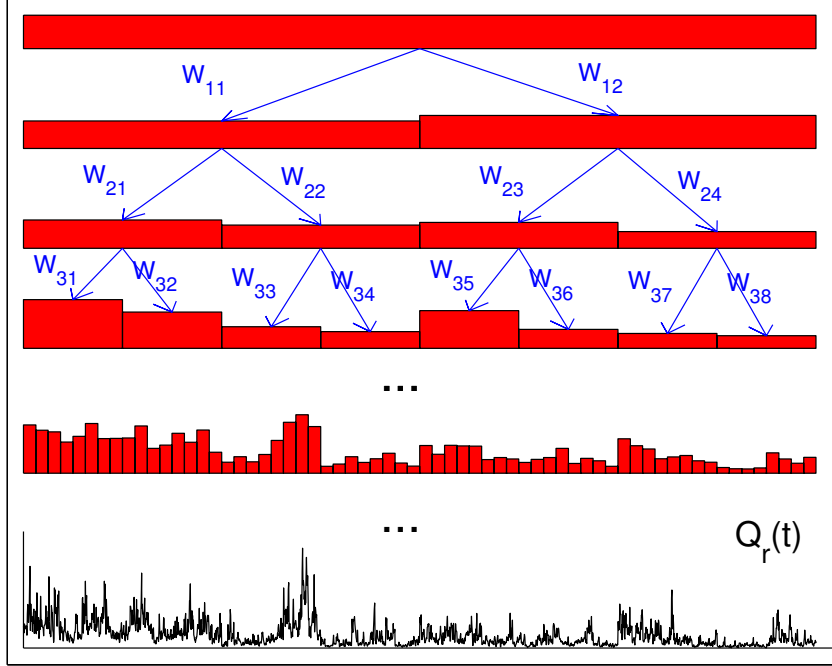 W₁₁ W₁₂
W₂₁ W₂₂ W₂₃ W₂₄
W₃₁ W₃₂ W₃₃ W₃₄ W₃₅ W₃₆ W₃₇ W₃₈
...
...
Qᵣ(t)